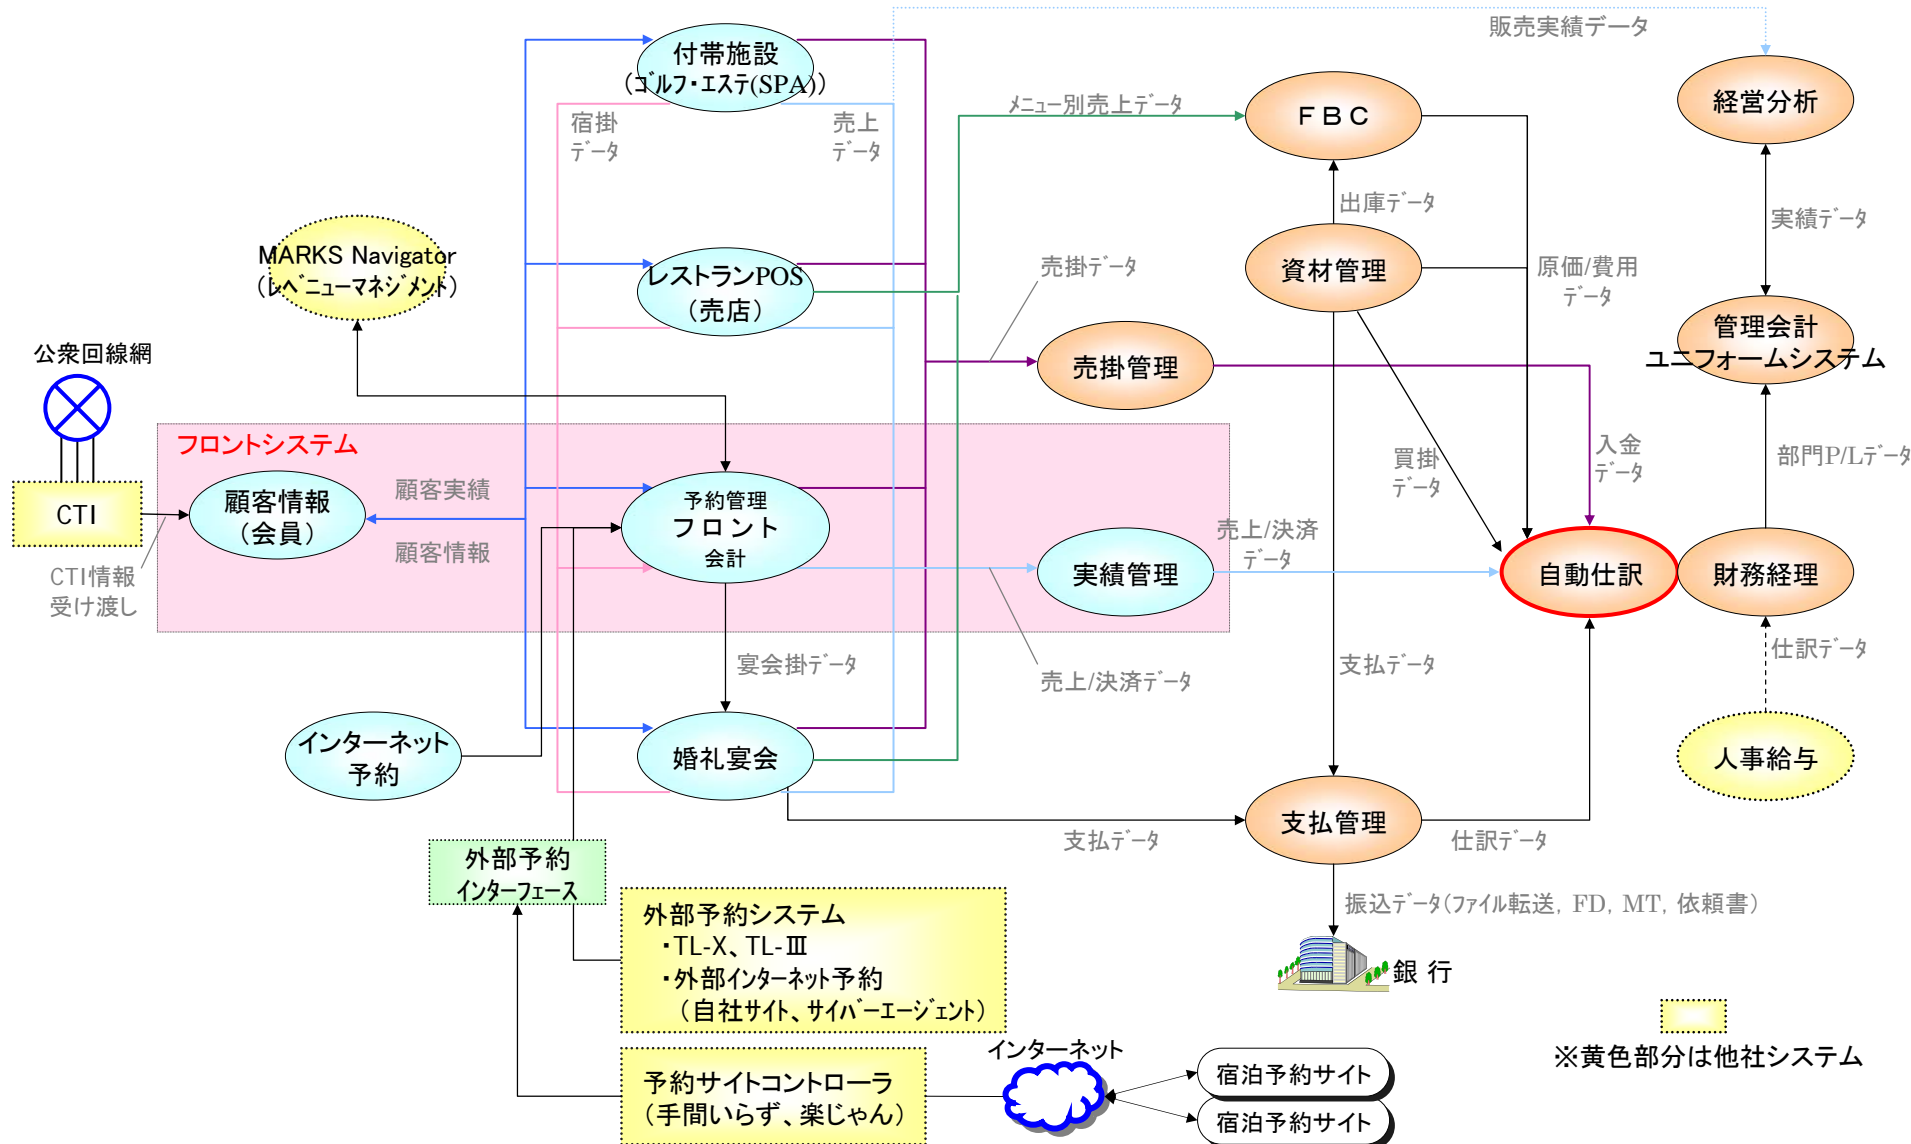 販売実績データ
付帯施設
（ゴルフ・エステ(SPA)）
経営分析
宿掛
データ
売上
データ
メニュー別売上データ
ＦＢＣ
出庫データ
実績データ
MARKS Navigator
（レベニューマネジメント）
レストランPOS
（売店）
売掛データ
資材管理
原価/費用
データ
管理会計
ユニフォームシステム
公衆回線網
売掛管理
フロントシステム
CTI
顧客情報
（会員）
顧客実績
顧客情報
予約管理
フロント
会計
買掛
データ
入金
データ
部門P/Lデータ
売上/決済
データ
実績管理
自動仕訳
財務経理
CTI情報
受け渡し
宴会掛データ
売上/決済データ
支払データ
仕訳データ
インターネット
予約
婚礼宴会
人事給与
支払データ
支払管理
仕訳データ
外部予約
インターフェース
振込データ(ファイル転送, FD, MT, 依頼書)
外部予約システム
・TL-X、TL-Ⅲ
・外部インターネット予約
（自社サイト、サイバーエージェント）
銀 行
※黄色部分は他社システム
インターネット
予約サイトコントローラ
（手間いらず、楽じゃん）
宿泊予約サイト
宿泊予約サイト